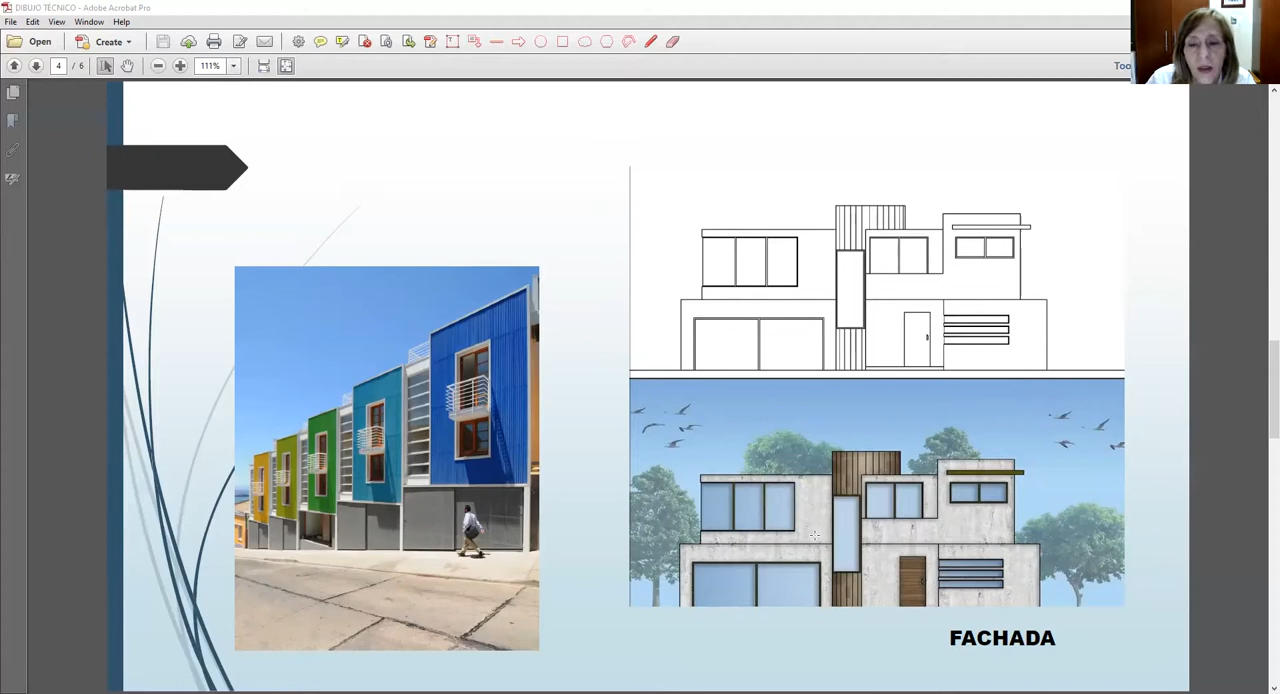 DIBUJO TÉCNICO - Adobe Acrobat Pro
File Edit View Window Help
Open
Create
4 / 6
111%
Too
FACHADA